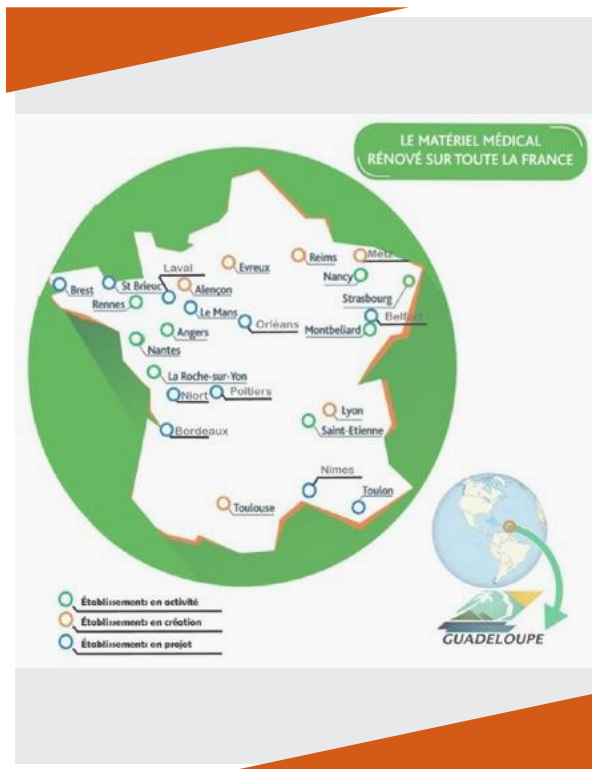 LE MATÉRIEL MÉDICAL
RÉNOVÉ SUR TOUTE LA FRANCE
Laval
Evreux
Reims
Metz
Nancy
Brest
St Brieuc
Alençon
Strasbourg
Rennes
Le Mans
Orléans
Belfort
Angers
Montbeliard
Nantes
La Roche-sur-Yon
Niort
Poitiers
Lyon
Saint-Etienne
Bordeaux
Nimes
Toulon
Toulouse
Établissements en activité
Établissements en création
Établissements en projet
GUADELOUPE